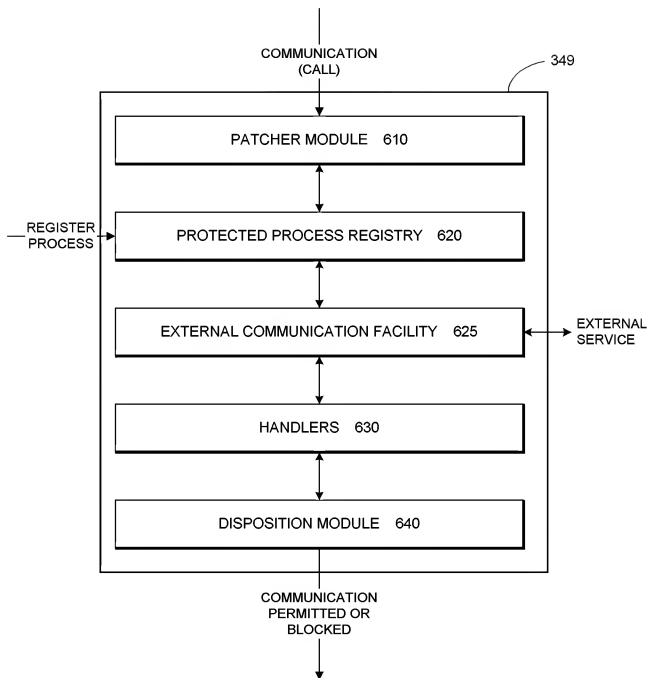 COMMUNICATION
(CALL)
349
PATCHER MODULE 610
REGISTER
PROCESS
PROTECTED PROCESS REGISTRY 620
EXTERNAL COMMUNICATION FACILITY 625
EXTERNAL
SERVICE
HANDLERS 630
DISPOSITION MODULE 640
COMMUNICATION
PERMITTED OR
BLOCKED